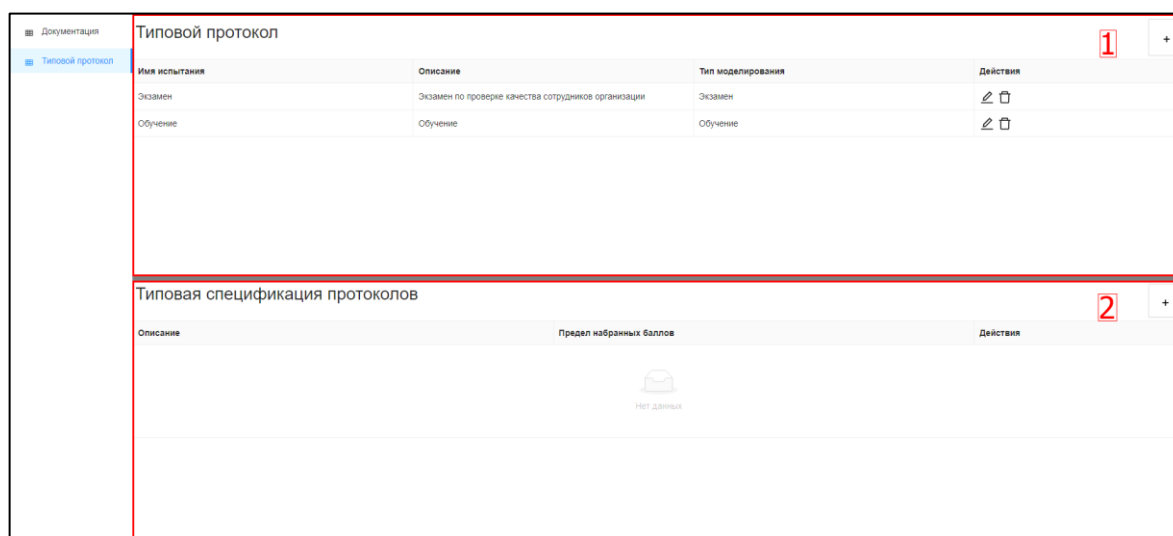 Документация
Типовой протокол
Типовой протокол
1
+
Имя испытания Описание Тип моделирования Действия
Экзамен Экзамен по проверке качества сотрудников организации Экзамен
Обучение Обучение Обучение
Типовая спецификация протоколов
2
+
Описание Предел набранных баллов Действия
Нет данных